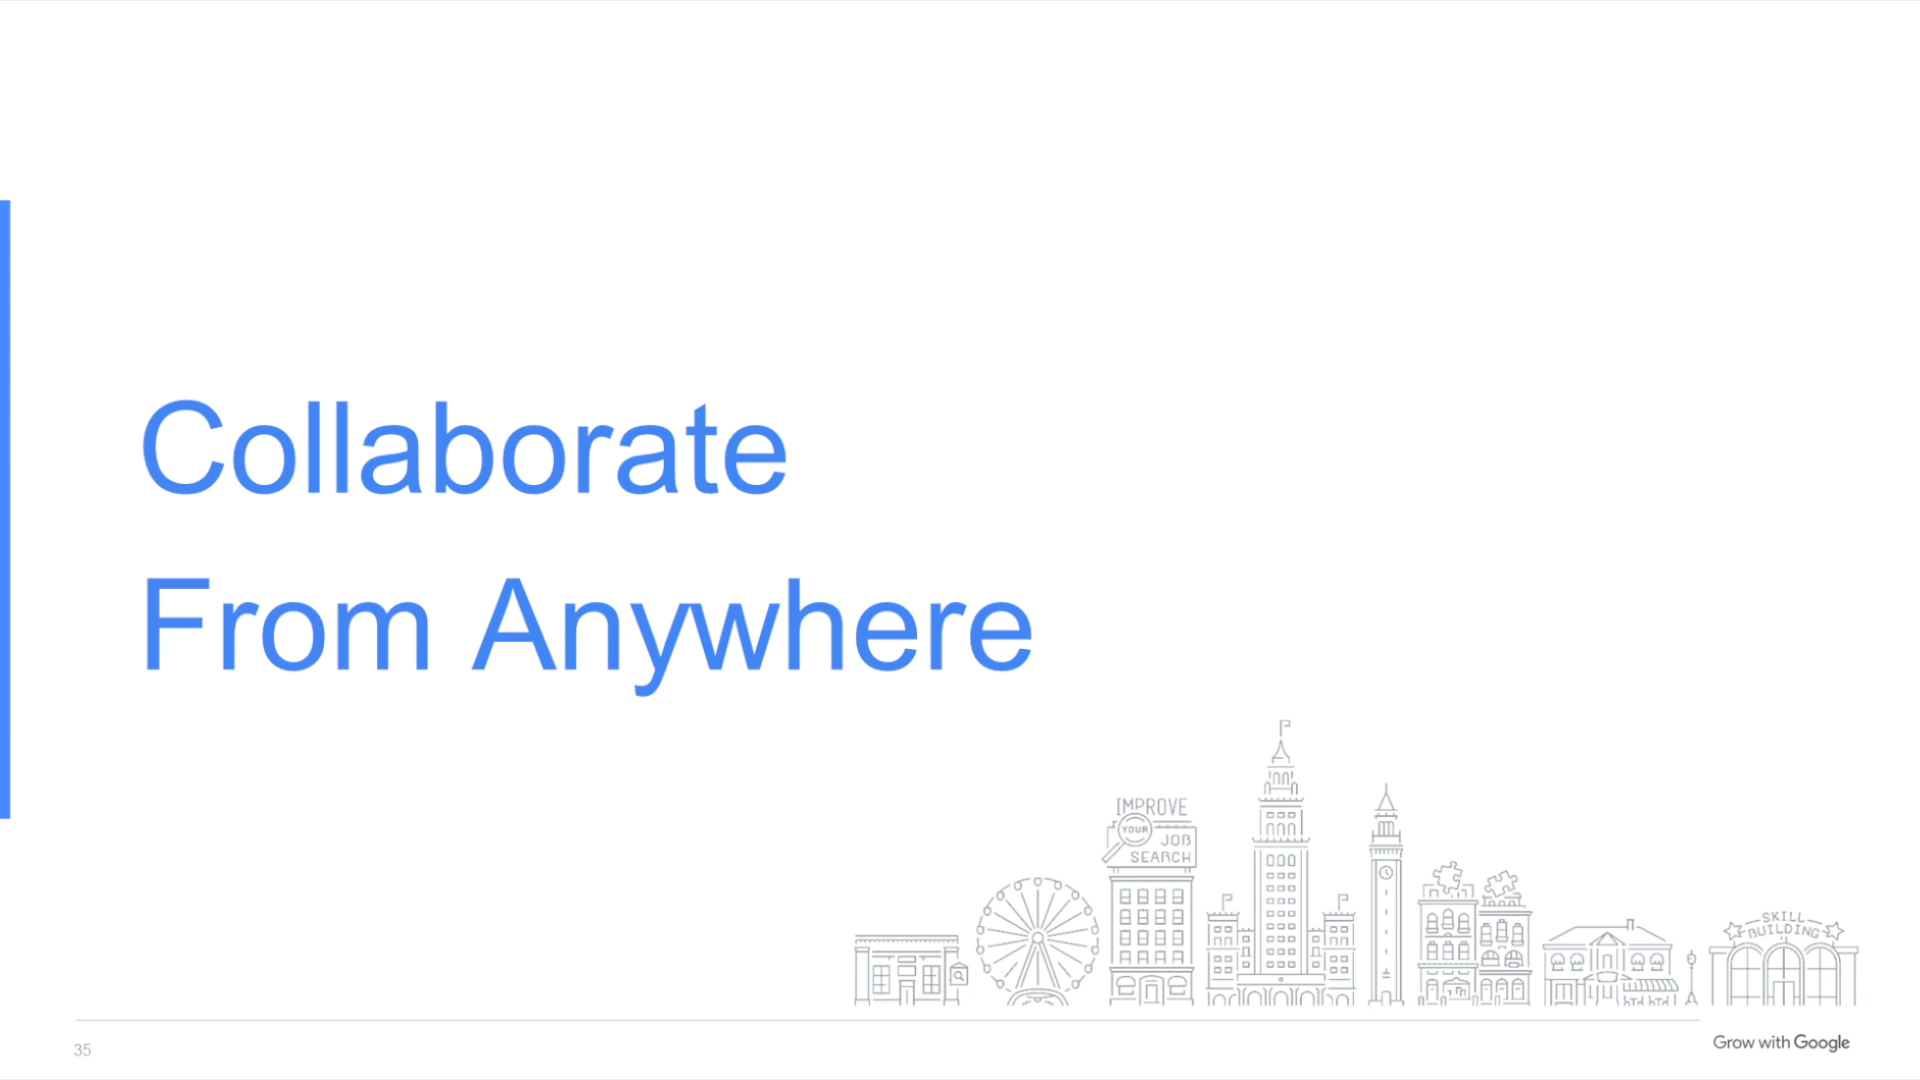 Collaborate
From Anywhere
IMPROVE
YOUR
JOB
SEARCH
SKILL
BUILDING
35
Grow with Google